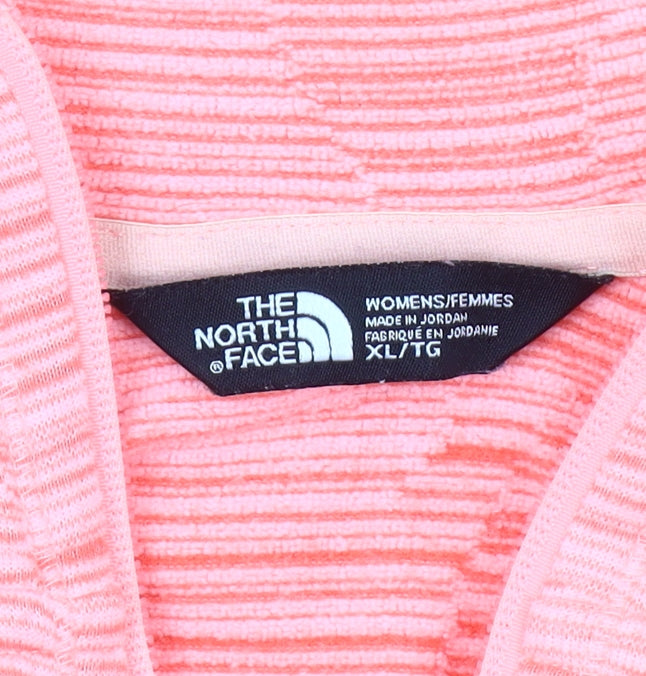 THE
NORTH
FACE
®
WOMENS/FEMMES
MADE IN JORDAN
FABRIQUÉ EN JORDANIE
XL/TG